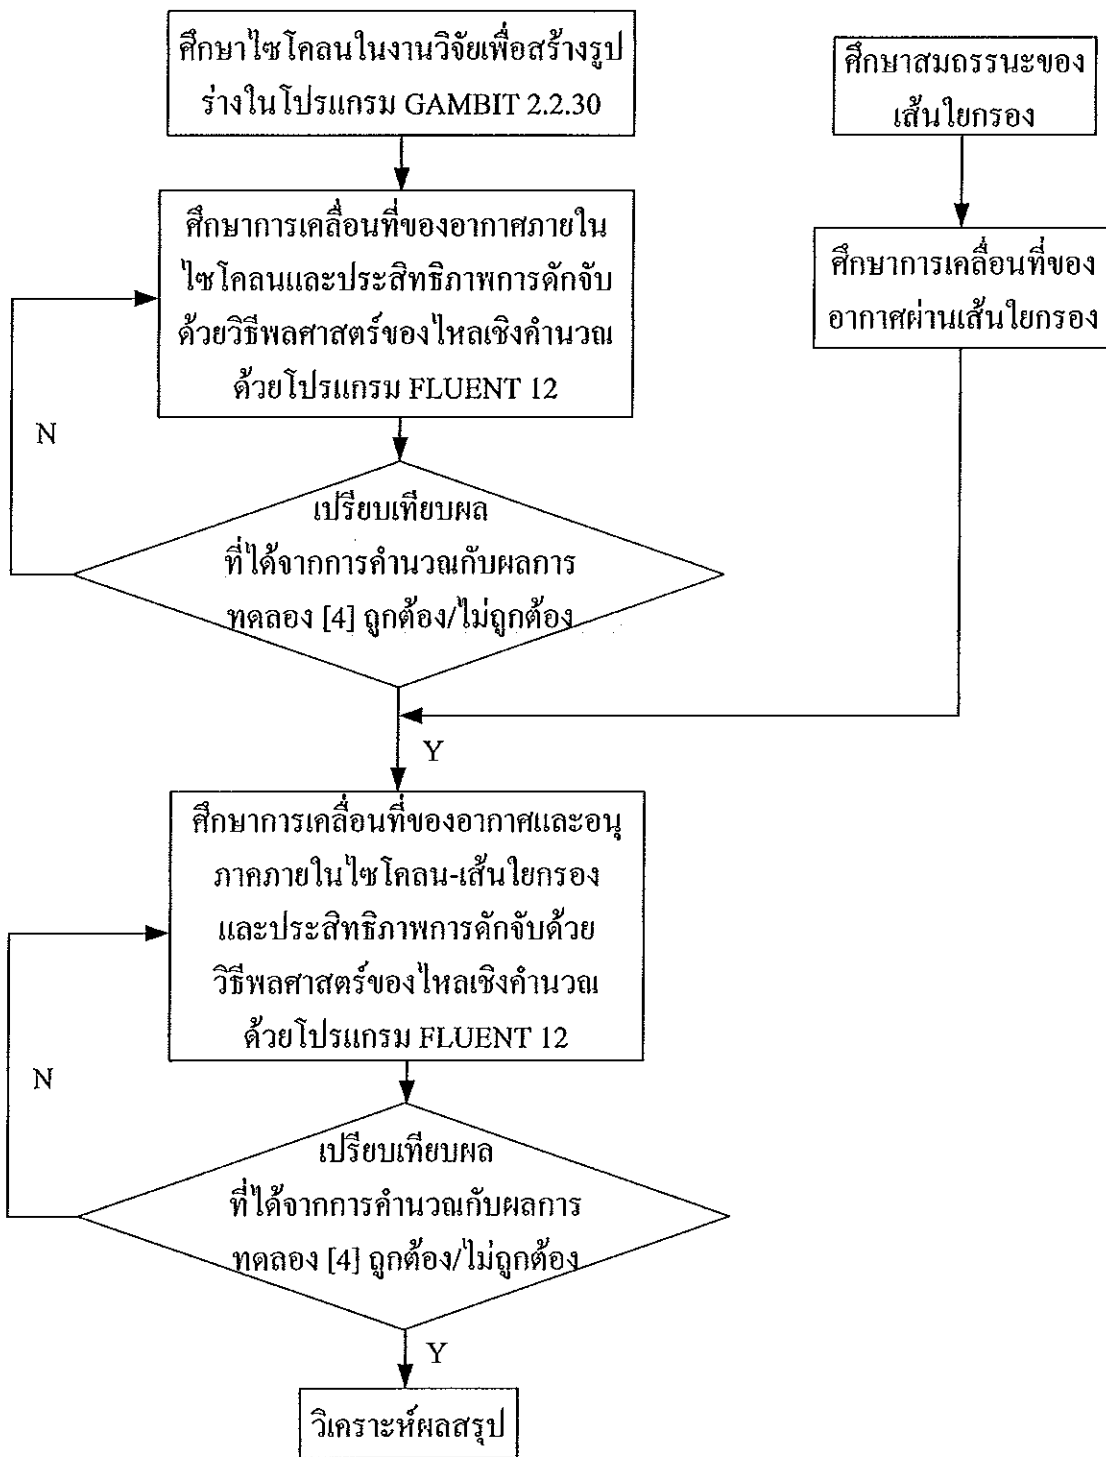 ศึกษาไซโคลนในงานวิจัยเพื่อสร้างรูป
ร่างในโปรแกรม GAMBIT 2.2.30
ศึกษาสมถรรนะของ
เส้นใยกรอง
ศึกษาการเคลื่อนที่ของอากาศภายใน
ไซโคลนและประสิทธิภาพการดักจับ
ด้วยวิธีพลศาสตร์ของไหลเชิงคำนวณ
ด้วยโปรแกรม FLUENT 12
ศึกษาการเคลื่อนที่ของ
อากาศผ่านเส้นใยกรอง
N
เปรียบเทียบผล
ที่ได้จากการคำนวณกับผลการ
ทดลอง [4] ถูกต้อง/ไม่ถูกต้อง
Y
ศึกษาการเคลื่อนที่ของอากาศและอนุ
ภาคภายในไซโคลน-เส้นใยกรอง
และประสิทธิภาพการดักจับด้วย
วิธีพลศาสตร์ของไหลเชิงคำนวณ
ด้วยโปรแกรม FLUENT 12
N
เปรียบเทียบผล
ที่ได้จากการคำนวณกับผลการ
ทดลอง [4] ถูกต้อง/ไม่ถูกต้อง
Y
วิเคราะห์ผลสรุป